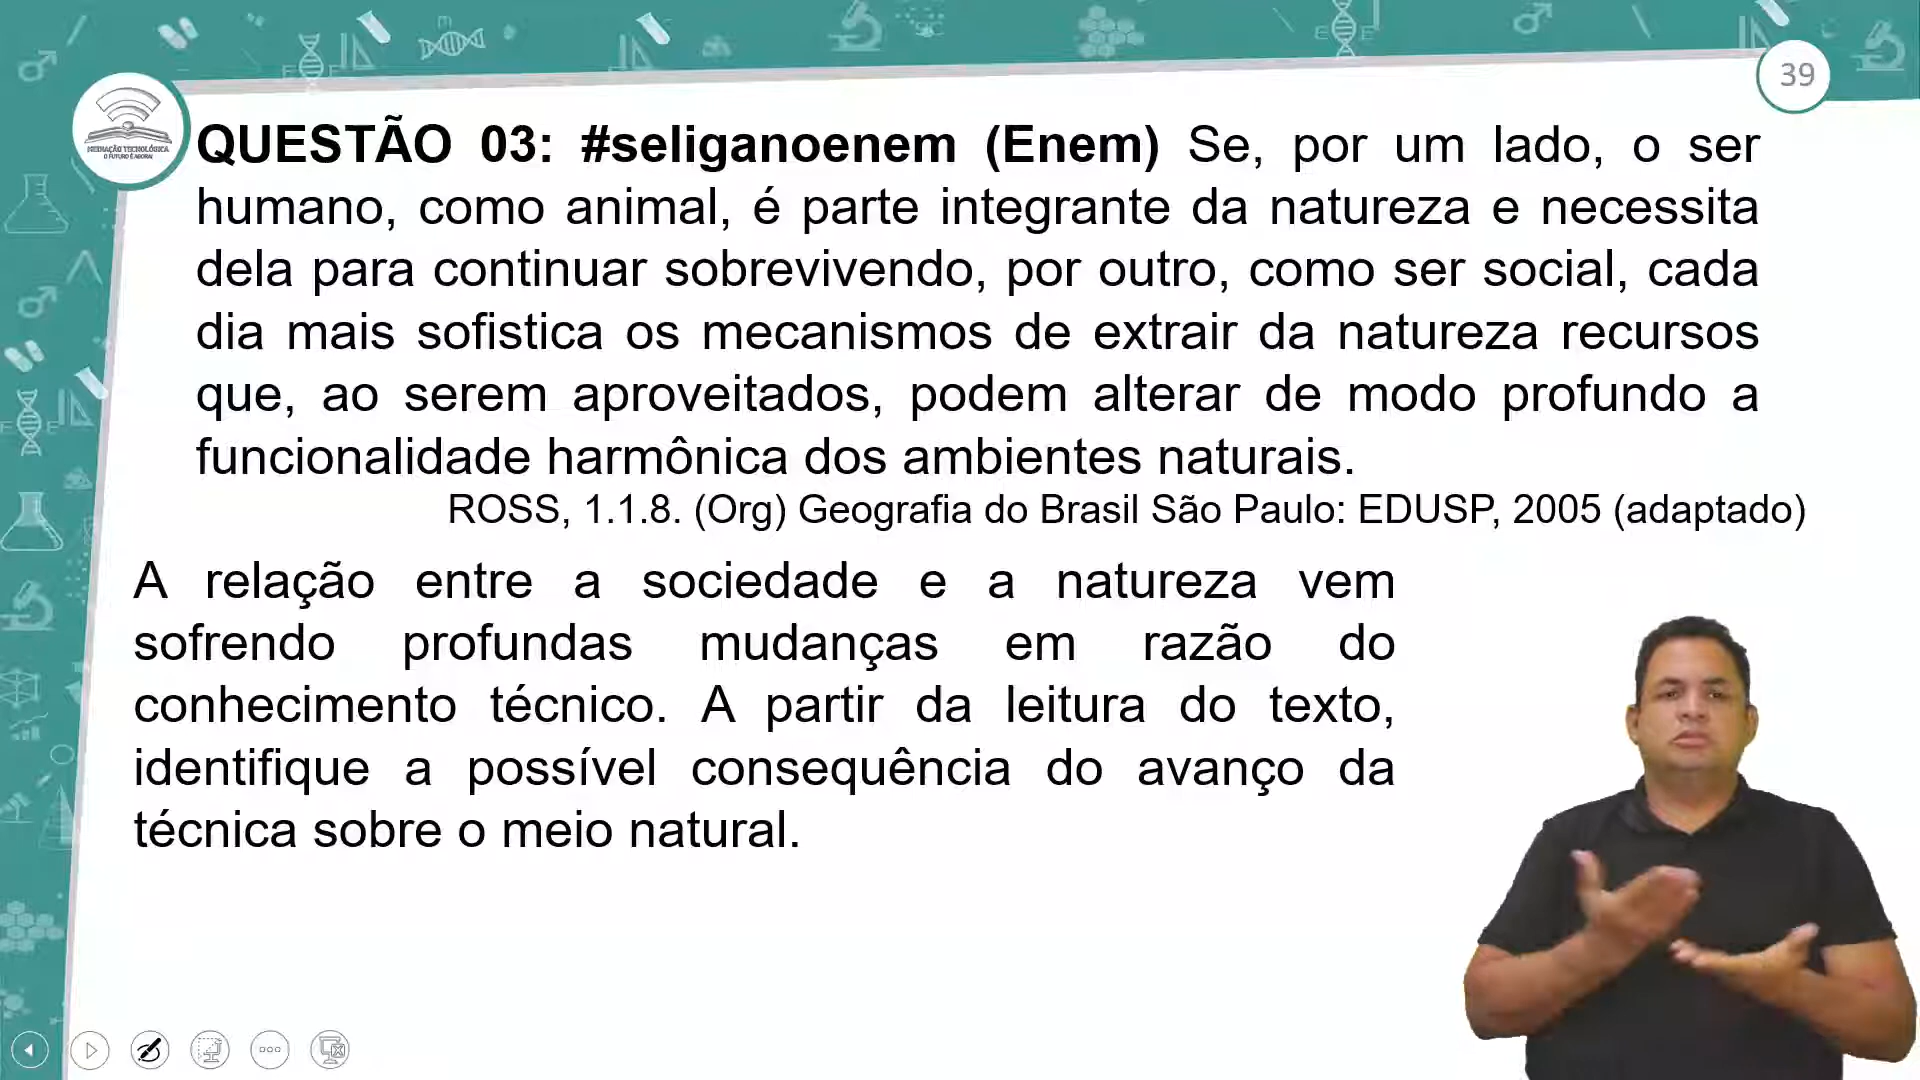 39
MEDIAÇÃO TECNOLÓGICA
O FUTURO É AGORA!
QUESTÃO 03: #seliganoenem (Enem) Se, por um lado, o ser
humano, como animal, é parte integrante da natureza e necessita
dela para continuar sobrevivendo, por outro, como ser social, cada
dia mais sofistica os mecanismos de extrair da natureza recursos
que, ao serem aproveitados, podem alterar de modo profundo a
funcionalidade harmônica dos ambientes naturais.
ROSS, 1.1.8. (Org) Geografia do Brasil São Paulo: EDUSP, 2005 (adaptado)
A relação entre a sociedade e a natureza vem
sofrendo profundas mudanças em razão do
conhecimento técnico. A partir da leitura do texto,
identifique a possível consequência do avanço da
técnica sobre o meio natural.